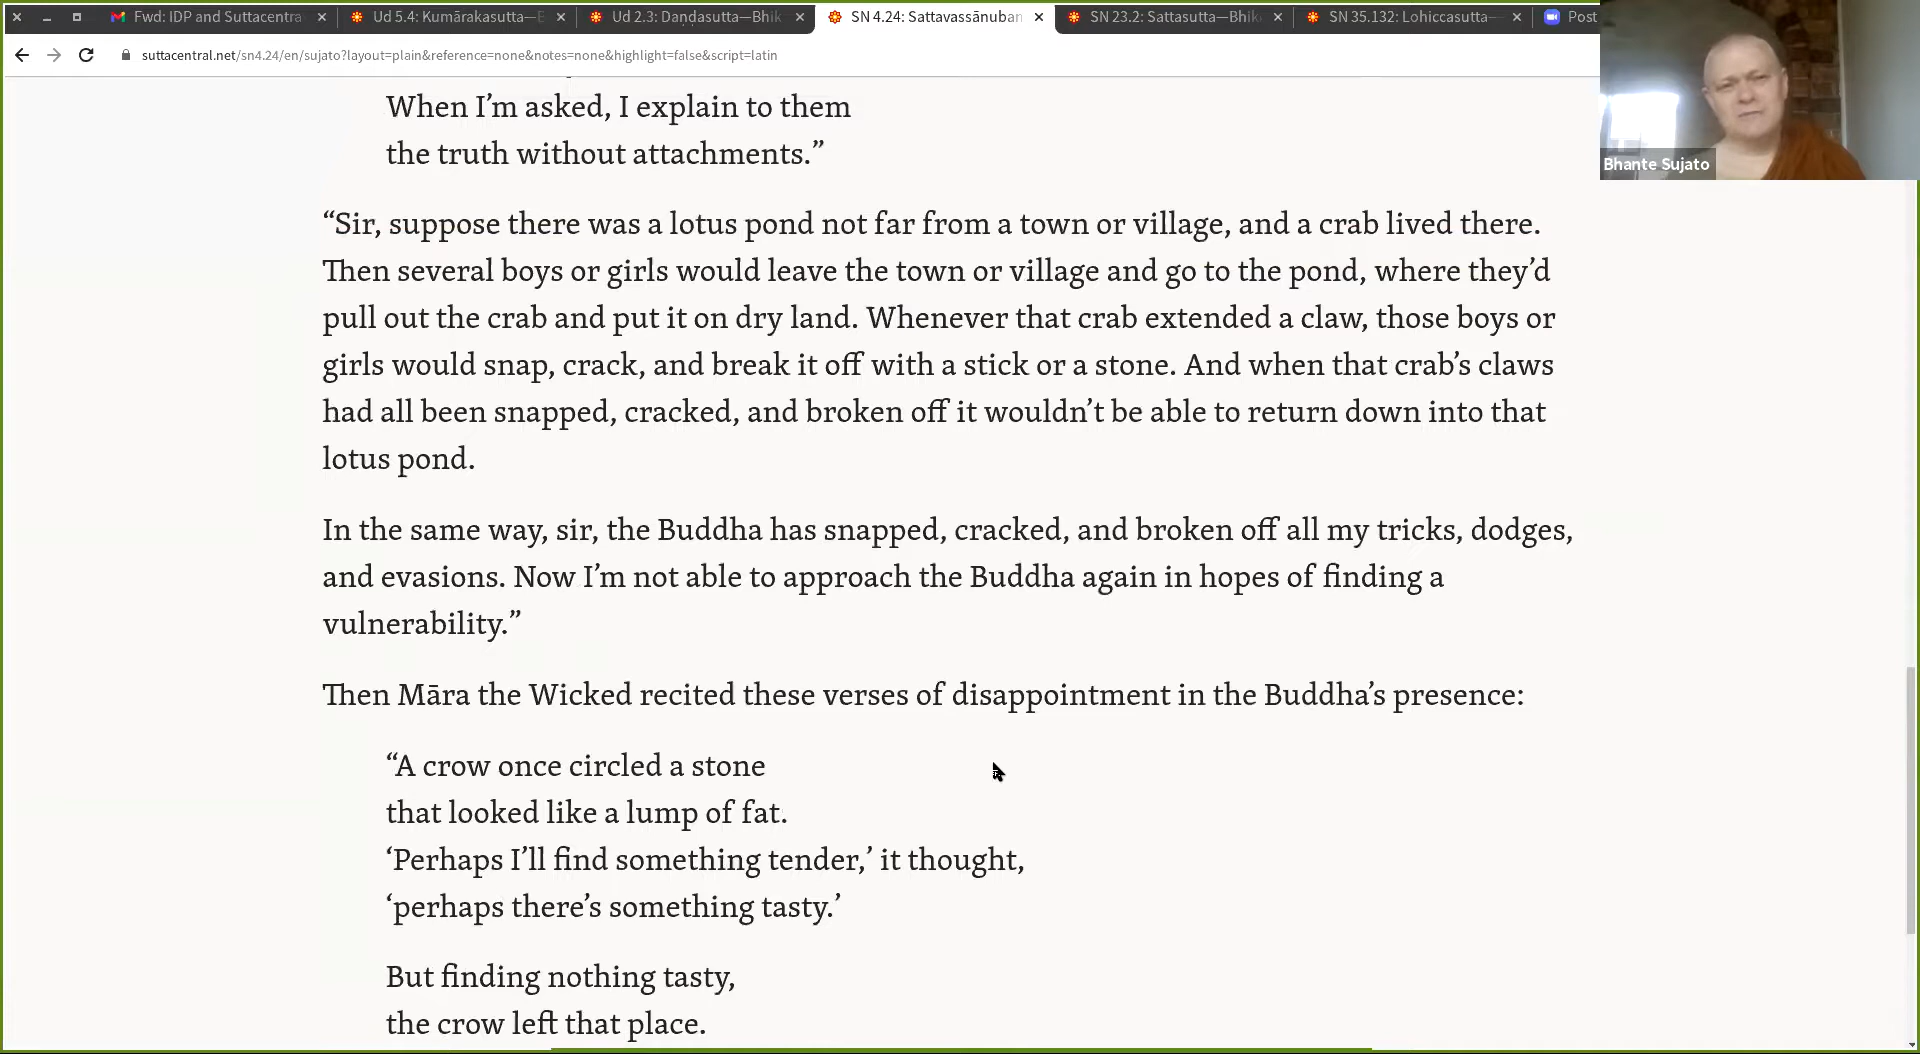 Fwd: IDP and Suttacentra
Ud 5.4: Kumārakasutta—B
Ud 2.3: Daṇḍasutta—Bhik
SN 4.24: Sattavassānuban
SN 23.2: Sattasutta—Bhik
SN 35.132: Lohiccasutta—
Post
suttacentral.net/sn4.24/en/sujato?layout=plain&reference=none&notes=none&highlight=false&script=latin
Bhante Sujato
When I’m asked, I explain to them
the truth without attachments.”
“Sir, suppose there was a lotus pond not far from a town or village, and a crab lived there.
Then several boys or girls would leave the town or village and go to the pond, where they’d
pull out the crab and put it on dry land. Whenever that crab extended a claw, those boys or
girls would snap, crack, and break it off with a stick or a stone. And when that crab’s claws
had all been snapped, cracked, and broken off it wouldn’t be able to return down into that
lotus pond.
In the same way, sir, the Buddha has snapped, cracked, and broken off all my tricks, dodges,
and evasions. Now I’m not able to approach the Buddha again in hopes of finding a
vulnerability.”
Then Māra the Wicked recited these verses of disappointment in the Buddha’s presence:
“A crow once circled a stone
that looked like a lump of fat.
‘Perhaps I’ll find something tender,’ it thought,
‘perhaps there’s something tasty.’
But finding nothing tasty,
the crow left that place.